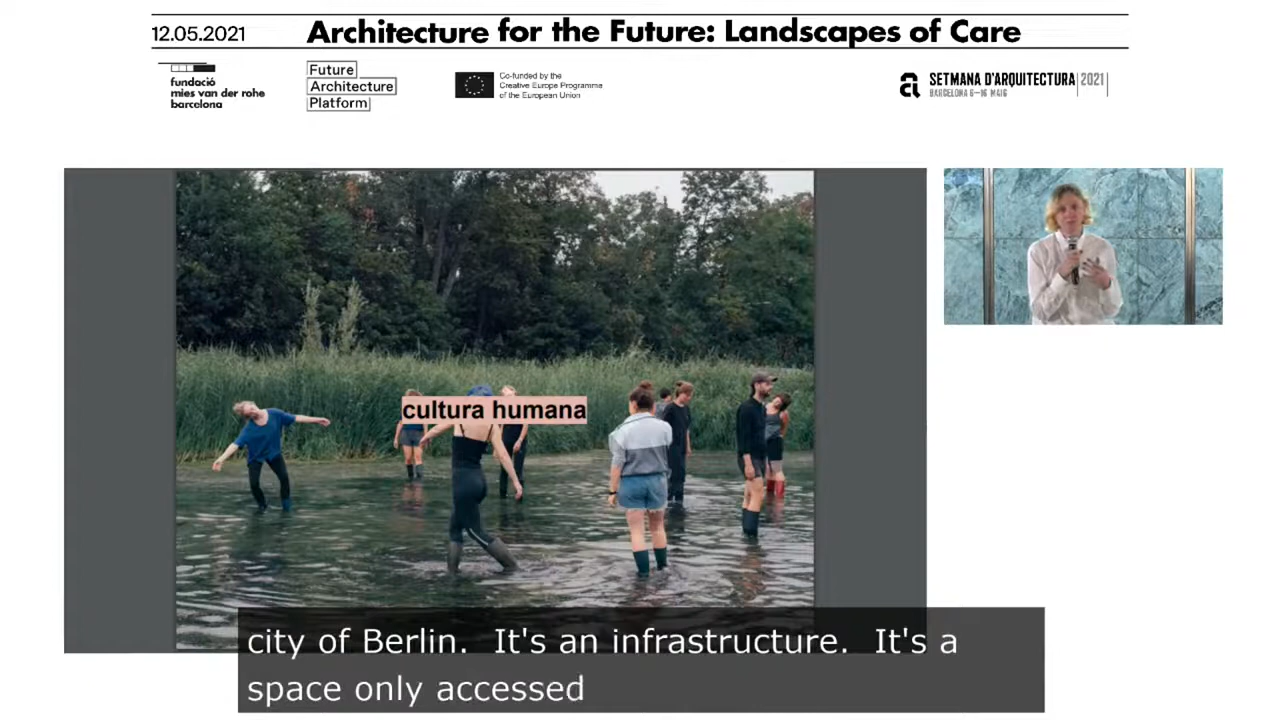 12.05.2021
Architecture for the Future: Landscapes of Care
fundació
mies van der rohe
barcelona
Future
Architecture
Platform
Co-funded by the
Creative Europe Programme
of the European Union
a
SETMANA D'ARQUITECTURA 2021
BARCELONA 6–16 MAIG
cultura humana
city of Berlin.  It's an infrastructure.  It's a
space only accessed